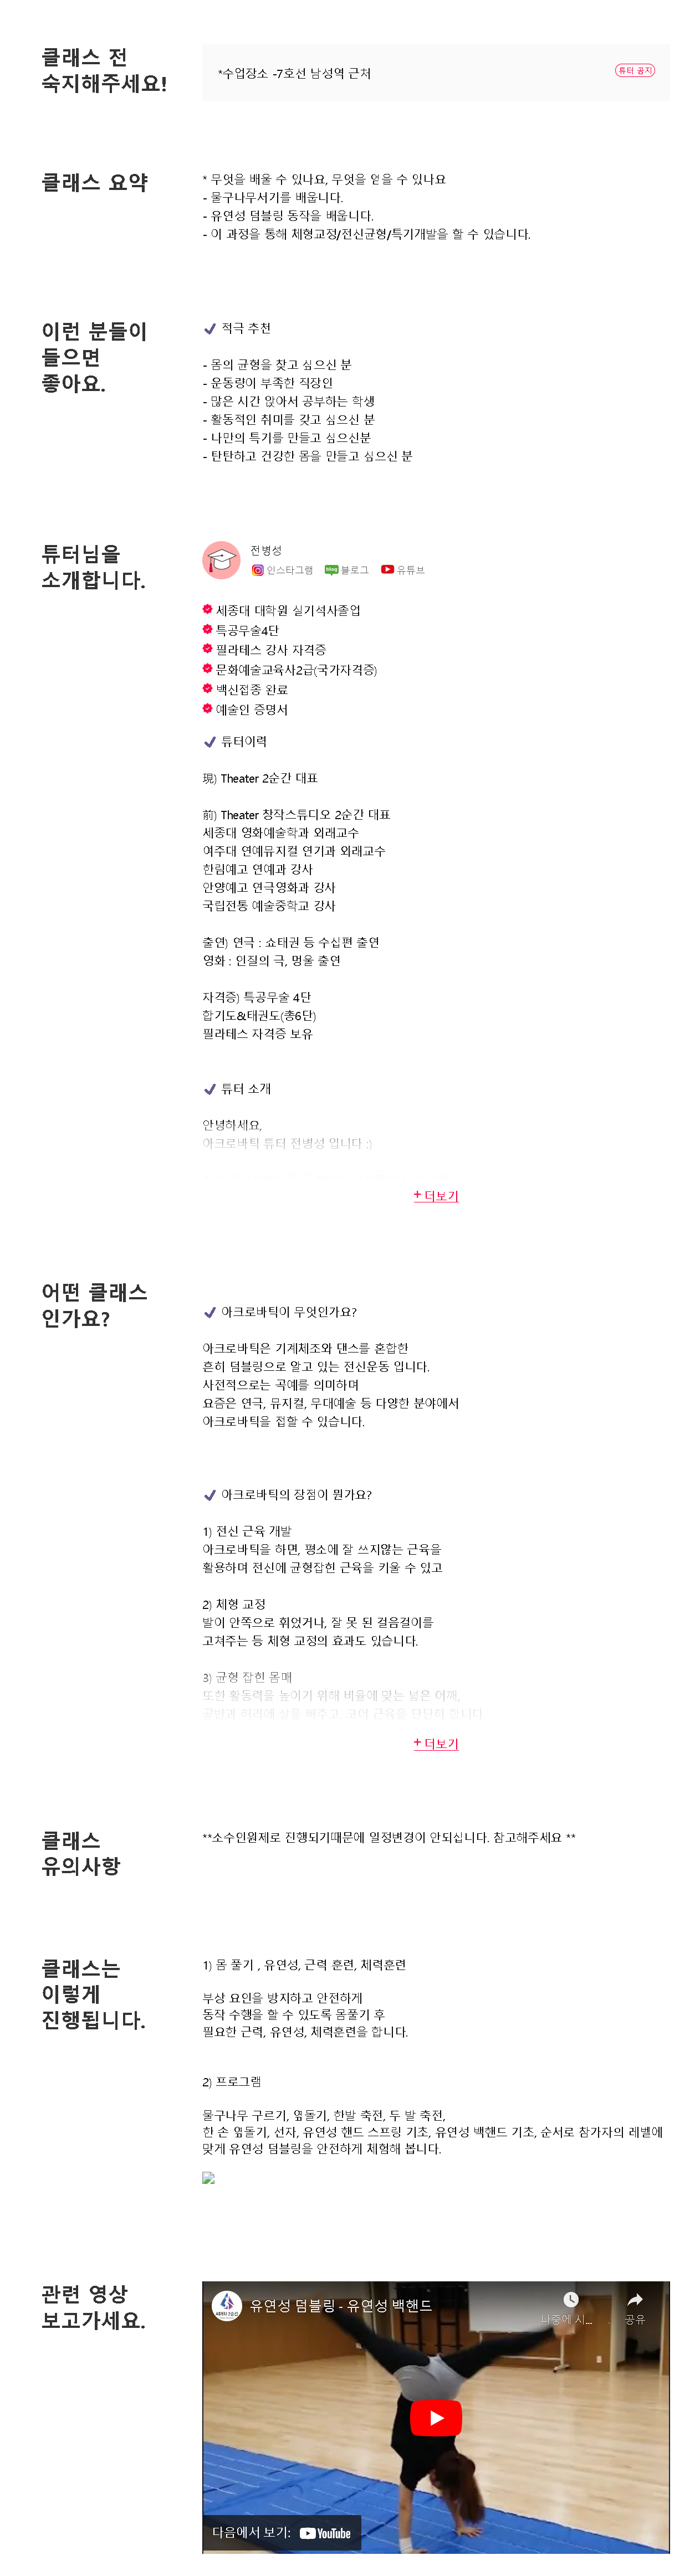 클래스 전
숙지해주세요!
*수업장소 -7호선 남성역 근처
튜터 공지
클래스 요약
* 무엇을 배울 수 있나요, 무엇을 얻을 수 있나요
- 물구나무서기를 배웁니다.
- 유연성 덤블링 동작을 배웁니다.
- 이 과정을 통해 체형교정/전신균형/특기개발을 할 수 있습니다.
이런 분들이
들으면
좋아요.
✔ 적극 추천
- 몸의 균형을 찾고 싶으신 분
- 운동량이 부족한 직장인
- 많은 시간 앉아서 공부하는 학생
- 활동적인 취미를 갖고 싶으신 분
- 나만의 특기를 만들고 싶으신분
- 탄탄하고 건강한 몸을 만들고 싶으신 분
튜터님을
소개합니다.
전병성
인스타그램 blog 블로그 유튜브
세종대 대학원 실기석사졸업
특공무술4단
필라테스 강사 자격증
문화예술교육사2급(국가자격증)
백신접종 완료
예술인 증명서
✔ 튜터이력
現) Theater 2순간 대표
前) Theater 창작스튜디오 2순간 대표
세종대 영화예술학과 외래교수
여주대 연예뮤지컬 연기과 외래교수
한림예고 연예과 강사
안양예고 연극영화과 강사
국립전통 예술중학교 강사
출연) 연극 : 쇼태권 등 수십편 출연
영화 : 인질의 극, 멍울 출연
자격증) 특공무술 4단
합기도&태권도(총6단)
필라테스 자격증 보유
✔ 튜터 소개
안녕하세요,
아크로바틱 튜터 전병성 입니다 :)
+ 더보기
어떤 클래스
인가요?
✔ 아크로바틱이 무엇인가요?
아크로바틱은 기계체조와 댄스를 혼합한
흔히 덤블링으로 알고 있는 전신운동 입니다.
사전적으로는 곡예를 의미하며
요즘은 연극, 뮤지컬, 무대예술 등 다양한 분야에서
아크로바틱을 접할 수 있습니다.
✔ 아크로바틱의 장점이 뭔가요?
1) 전신 근육 개발
아크로바틱을 하면, 평소에 잘 쓰지않는 근육을
활용하며 전신에 균형잡힌 근육을 키울 수 있고
2) 체형 교정
발이 안쪽으로 휘었거나, 잘 못 된 걸음걸이를
고쳐주는 등 체형 교정의 효과도 있습니다.
3) 균형 잡힌 몸매
또한 활동력을 높이기 위해 비율에 맞는 넓은 어깨,
골반과 허리에 살을 빼주고, 코어 근육을 단단히 합니다
+ 더보기
클래스
유의사항
**소수인원제로 진행되기때문에 일정변경이 안되십니다. 참고해주세요 **
클래스는
이렇게
진행됩니다.
1) 몸 풀기 , 유연성, 근력 훈련, 체력훈련
부상 요인을 방지하고 안전하게
동작 수행을 할 수 있도록 몸풀기 후
필요한 근력, 유연성, 체력훈련을 합니다.
2) 프로그램
물구나무 구르기, 옆돌기, 한발 축전, 두 발 축전,
한 손 옆돌기, 선자, 유연성 핸드 스프링 기초, 유연성 백핸드 기초, 순서로 참가자의 레벨에
맞게 유연성 덤블링을 안전하게 체험해 봅니다.
관련 영상
보고가세요.
유연성 덤블링 - 유연성 백핸드
나중에 시...
공유
다음에서 보기: YouTube